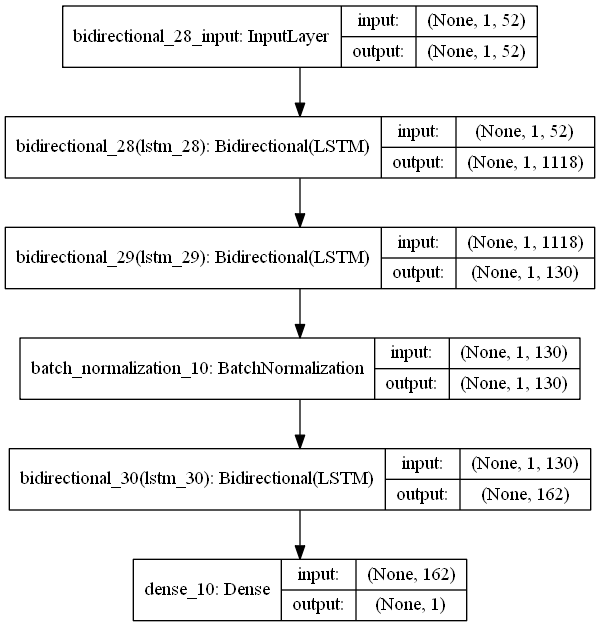 bidirectional_28_input: InputLayer
input: (None, 1, 52)
output: (None, 1, 52)
bidirectional_28(lstm_28): Bidirectional(LSTM)
input: (None, 1, 52)
output: (None, 1, 1118)
bidirectional_29(lstm_29): Bidirectional(LSTM)
input: (None, 1, 1118)
output: (None, 1, 130)
batch_normalization_10: BatchNormalization
input: (None, 1, 130)
output: (None, 1, 130)
bidirectional_30(lstm_30): Bidirectional(LSTM)
input: (None, 1, 130)
output: (None, 162)
dense_10: Dense
input: (None, 162)
output: (None, 1)